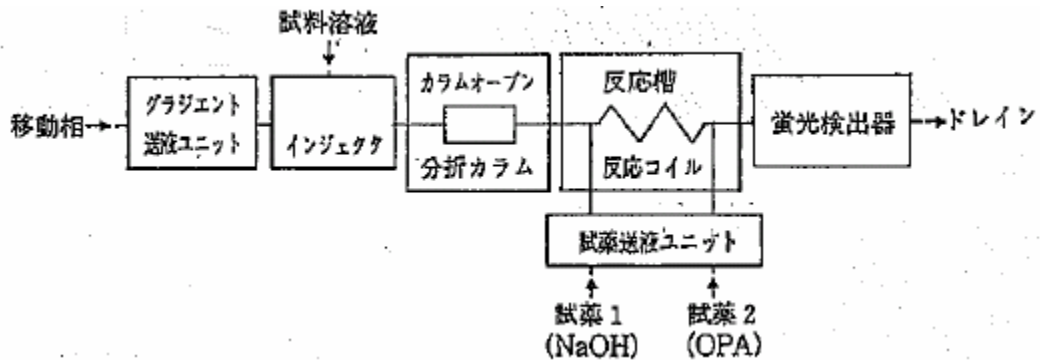 試料溶液
移動相
グラジエント
送液ユニット
インジェクタ
カラムオーブン
分折カラム
反応槽
反応コイル
蛍光検出器
ドレイン
試薬送液ユニット
試薬1
(NaOH)
試薬2
(OPA)